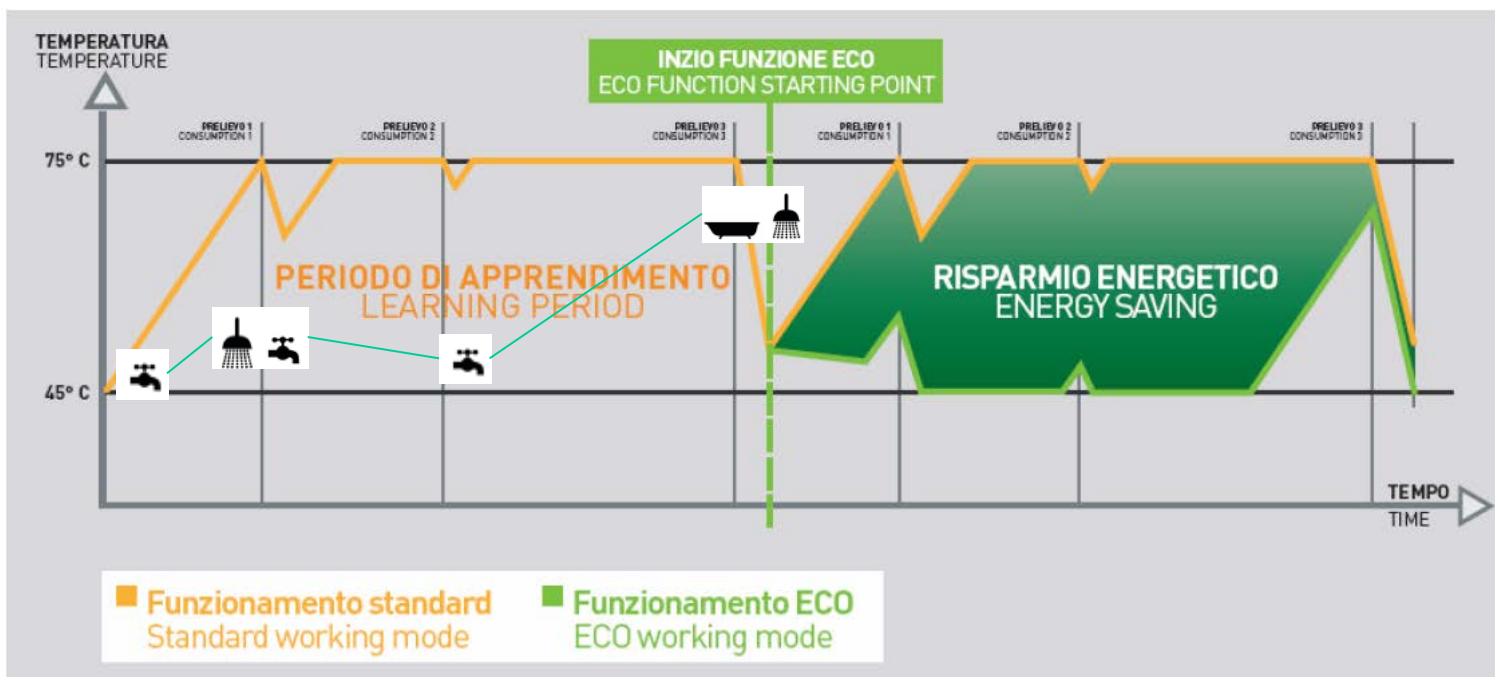 TEMPERATURA
TEMPERATURE
INZIO FUNZIONE ECO
ECO FUNCTION STARTING POINT
PRELIEVO 1
CONSUMPTION 1
PRELIEVO 2
CONSUMPTION 2
PRELIEVO 3
CONSUMPTION 3
PRELIEVO 1
CONSUMPTION 1
PRELIEVO 2
CONSUMPTION 2
PRELIEVO 3
CONSUMPTION 3
75° C
PERIODO DI APPRENDIMENTO
LEARNING PERIOD
RISPARMIO ENERGETICO
ENERGY SAVING
45° C
TEMPO
TIME
Funzionamento standard
Standard working mode
Funzionamento ECO
ECO working mode